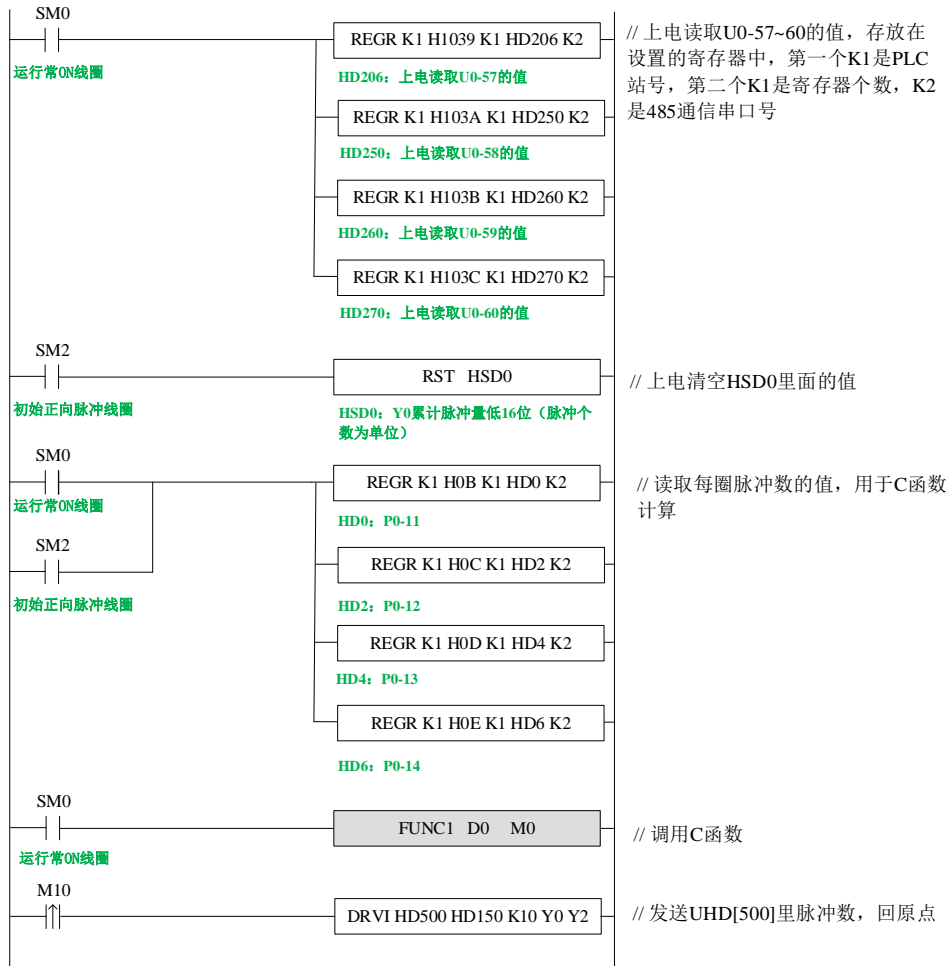 SM0
REGR K1 H1039 K1 HD206 K2
运行常ON线圈
HD206：上电读取U0-57的值
// 上电读取U0-57~60的值，存放在
设置的寄存器中，第一个K1是PLC
站号，第二个K1是寄存器个数，K2
是485通信串口号
REGR K1 H103A K1 HD250 K2
HD250：上电读取U0-58的值
REGR K1 H103B K1 HD260 K2
HD260：上电读取U0-59的值
REGR K1 H103C K1 HD270 K2
HD270：上电读取U0-60的值
SM2
RST HSD0
// 上电清空HSD0里面的值
初始正向脉冲线圈
HSD0：Y0累计脉冲量低16位（脉冲个
数为单位）
SM0
REGR K1 H0B K1 HD0 K2
// 读取每圈脉冲数的值，用于C函数
计算
运行常ON线圈
HD0：P0-11
SM2
REGR K1 H0C K1 HD2 K2
初始正向脉冲线圈
HD2：P0-12
REGR K1 H0D K1 HD4 K2
HD4：P0-13
REGR K1 H0E K1 HD6 K2
HD6：P0-14
SM0
FUNC1 D0 M0
// 调用C函数
运行常ON线圈
M10
DRVI HD500 HD150 K10 Y0 Y2
// 发送UHD[500]里脉冲数，回原点